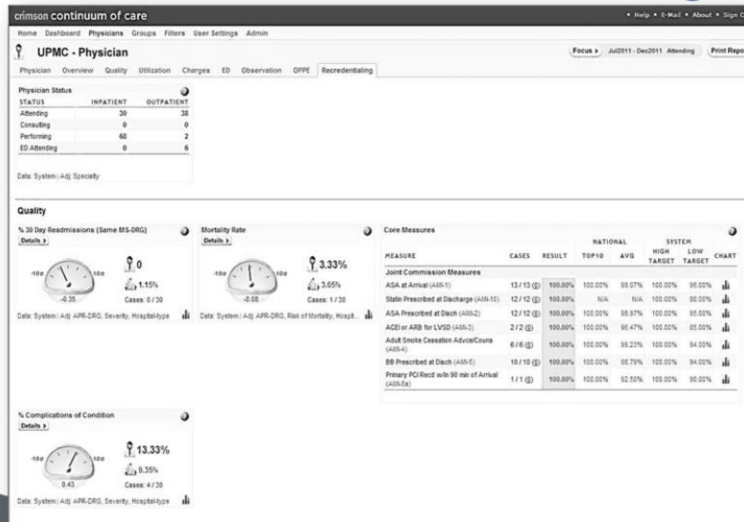 crimson continuum of care
• Help • E-Mail • About • Sign
Home Dashboard Physicians Groups Filters User Settings Admin
UPMC - Physician
Focus Jul2011 - Dec2011 Attending Print Repo
Physician Overview Quality Utilization Charges ED Observation OPPE Recredentialing
Physician Status
STATUS INPATIENT OUTPATIENT
Attending 30 38
Consulting 0 0
Performing 68 2
ED Attending 0 6
Data: System | Adj: Specialty
Quality
% 30 Day Readmissions (Same MS-DRG)
Details
0
1.15%
-0.35
Cases: 0 / 30
Data: System | Adj: APR-DRG, Severity, Hospital-type
Mortality Rate
Details
3.33%
3.65%
-0.08
Cases: 1 / 30
Data: System | Adj: APR-DRG, Risk of Mortality, Hospit...
Core Measures
NATIONAL SYSTEM
MEASURE CASES RESULT TOP10 AVG HIGH TARGET LOW TARGET CHART
Joint Commission Measures
ASA at Arrival (AMI-1) 13 / 13 100.00% 100.00% 99.07% 100.00% 96.00%
Statin Prescribed at Discharge (AMI-10) 12 / 12 100.00% N/A N/A 100.00%
ASA Prescribed at Disch (AMI-2) 12 / 12 100.00% 100.00% 98.97% 100.00% 95.00%
ACEI or ARB for LVSD (AMI-3) 2 / 2 100.00% 100.00% 96.47% 100.00% 85.00%
Adult Smoke Cessation Advce/Couns (AMI-4) 6 / 6 100.00% 100.00% 99.23% 100.00% 94.00%
BB Prescribed at Disch (AMI-5) 10 / 10 100.00% 100.00% 98.79% 100.00% 94.00%
Primary PCI Recd w/in 90 min of Arrival (AMI-8a) 1 / 1 100.00% 100.00% 92.50% 100.00%
% Complications of Condition
Details
13.33%
9.35%
0.43
Cases: 4 / 30
Data: System | Adj: APR-DRG, Severity, Hospital-type